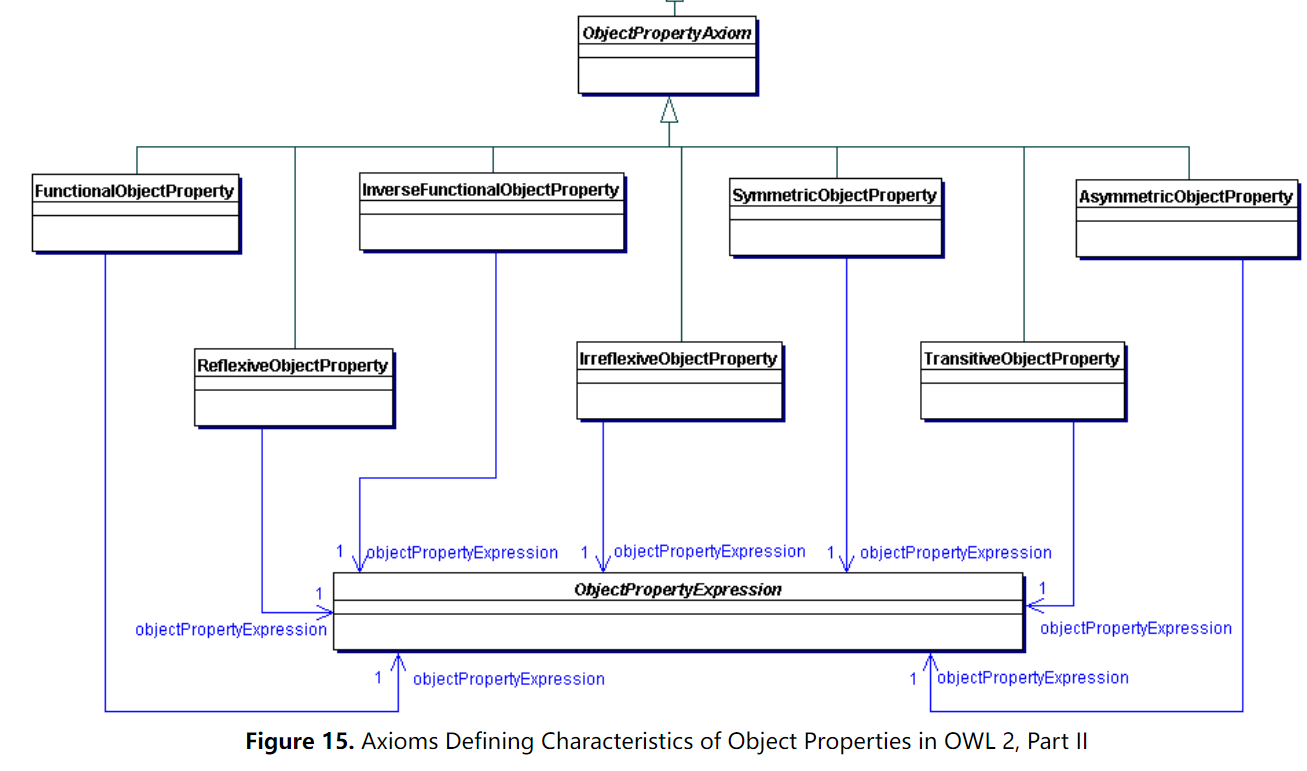 ObjectPropertyAxiom
FunctionalObjectProperty
InverseFunctionalObjectProperty
SymmetricObjectProperty
AsymmetricObjectProperty
ReflexiveObjectProperty
IrreflexiveObjectProperty
TransitiveObjectProperty
1 objectPropertyExpression
1 objectPropertyExpression
1 objectPropertyExpression
ObjectPropertyExpression
1
objectPropertyExpression
1
objectPropertyExpression
1 objectPropertyExpression
1 objectPropertyExpression
Figure 15. Axioms Defining Characteristics of Object Properties in OWL 2, Part II